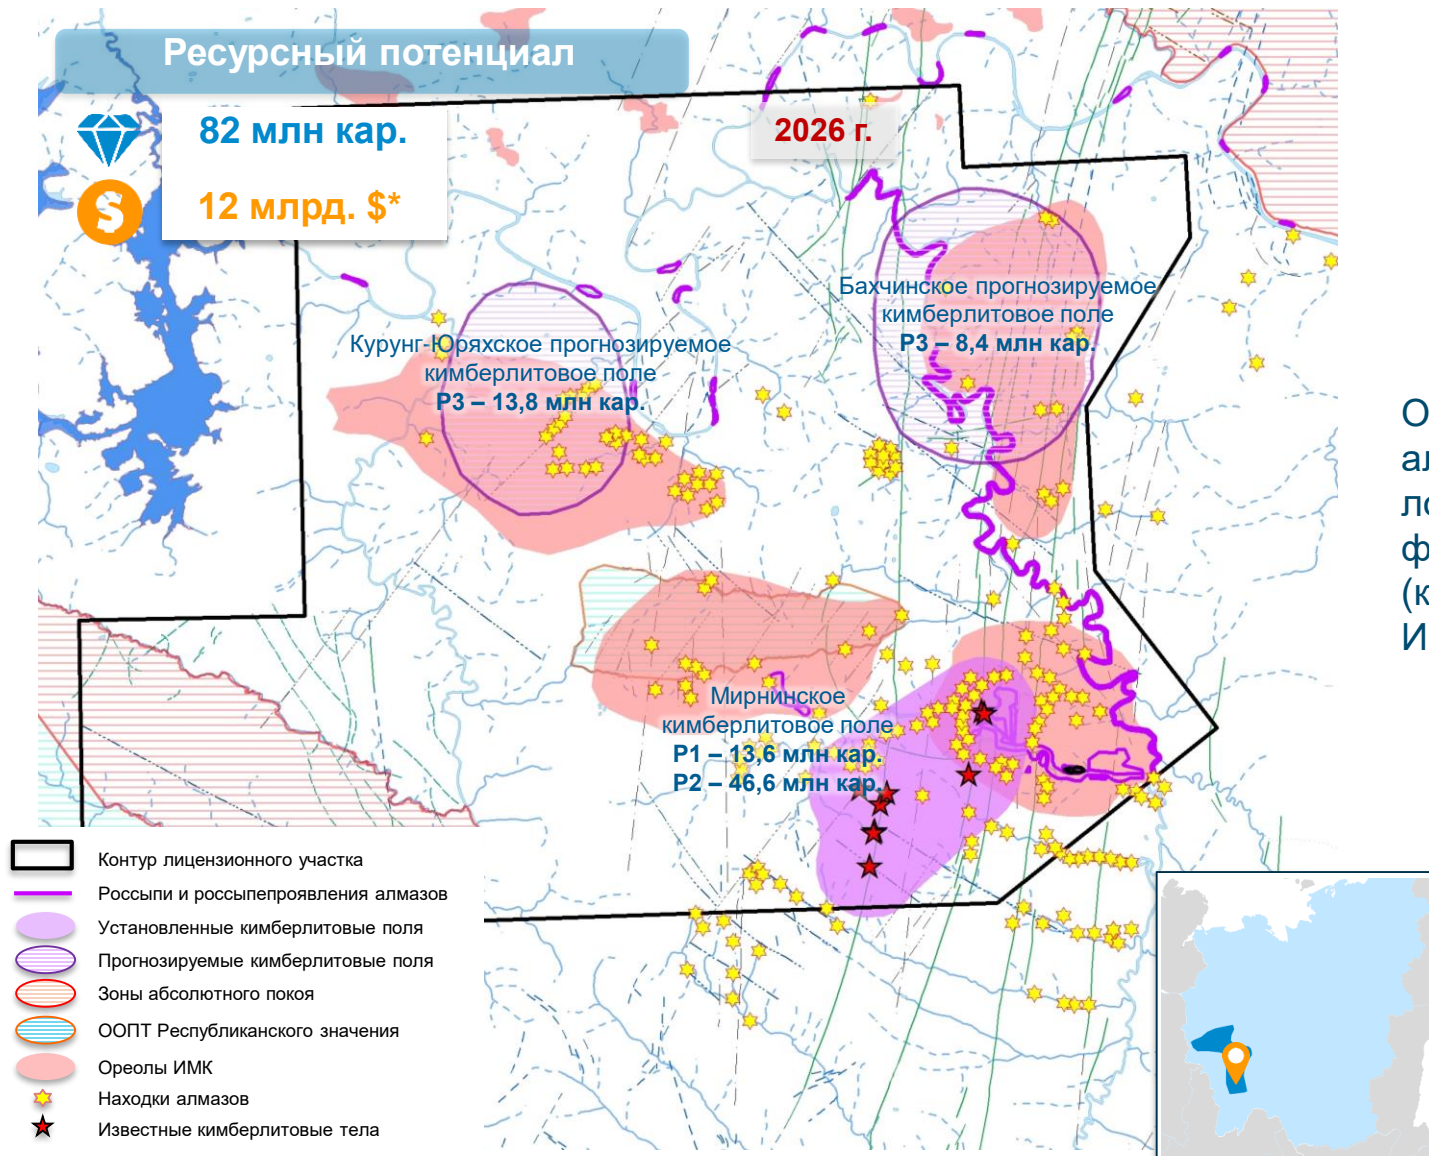 Ресурсный потенциал
82 млн кар.
12 млрд. $*
2026 г.
Бахчинское прогнозируемое
кимберлитовое поле
P3 – 8,4 млн кар.
Курунг-Юряхское прогнозируемое
кимберлитовое поле
P3 – 13,8 млн кар.
Мирнинское
кимберлитовое поле
P1 – 13,6 млн кар.
P2 – 46,6 млн кар.
Контур лицензионного участка
Россыпи и россыпепроявления алмазов
Установленные кимберлитовые поля
Прогнозируемые кимберлитовые поля
Зоны абсолютного покоя
ООПТ Республиканского значения
Ореолы ИМК
Находки алмазов
Известные кимберлитовые тела